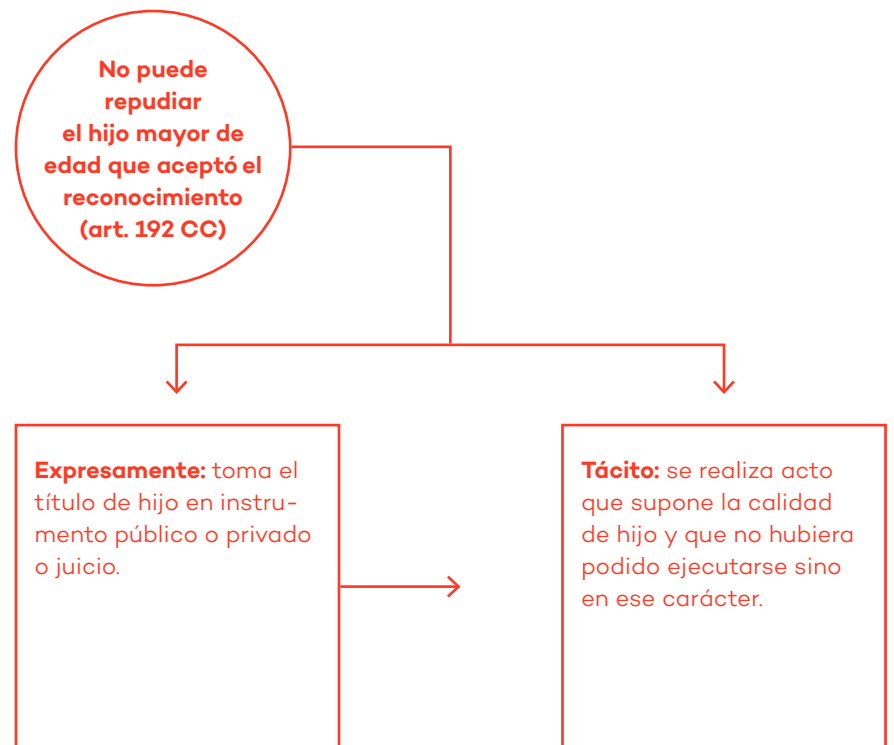 No puede
repudiar
el hijo mayor de
edad que aceptó el
reconocimiento
(art. 192 CC)
Expresamente: toma el
título de hijo en instru-
mento público o privado
o juicio.
Tácito: se realiza acto
que supone la calidad
de hijo y que no hubiera
podido ejecutarse sino
en ese carácter.